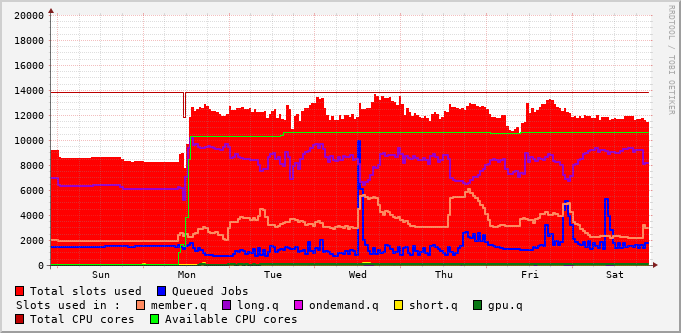 20000
18000
16000
14000
12000
10000
8000
6000
4000
2000
0
Sun Mon Tue Wed Thu Fri Sat
RRDTOOL / TOBI OETIKER
Total slots used Queued Jobs
Slots used in : member.q long.q ondemand.q short.q gpu.q
Total CPU cores Available CPU cores